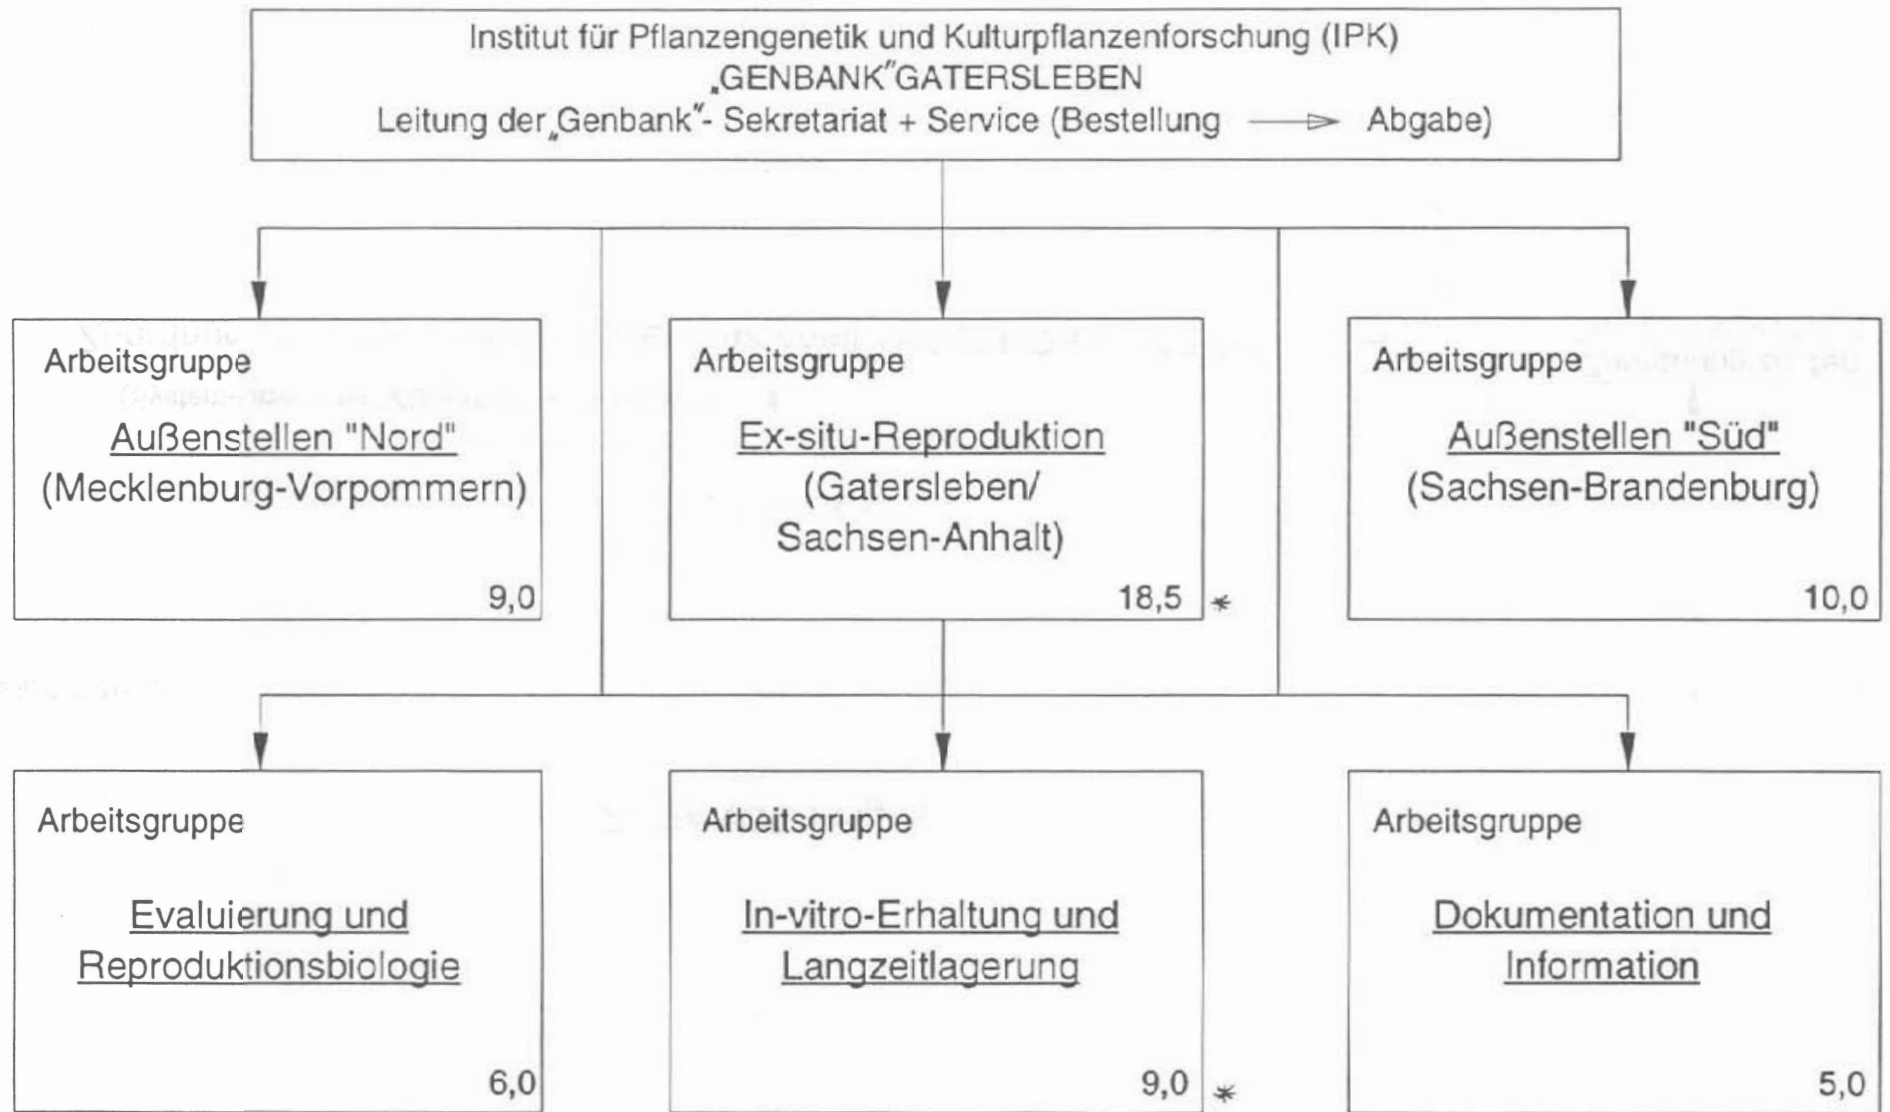 Institut für Pflanzengenetik und Kulturpflanzenforschung (IPK)
„GENBANK” GATERSLEBEN
Leitung der „Genbank”- Sekretariat + Service (Bestellung → Abgabe)
Arbeitsgruppe
Außenstellen "Nord"
(Mecklenburg-Vorpommern)
9,0
Arbeitsgruppe
Ex-situ-Reproduktion
(Gatersleben/
Sachsen-Anhalt)
18,5 *
Arbeitsgruppe
Außenstellen "Süd"
(Sachsen-Brandenburg)
10,0
Arbeitsgruppe
Evaluierung und
Reproduktionsbiologie
6,0
Arbeitsgruppe
In-vitro-Erhaltung und
Langzeitlagerung
9,0 *
Arbeitsgruppe
Dokumentation und
Information
5,0